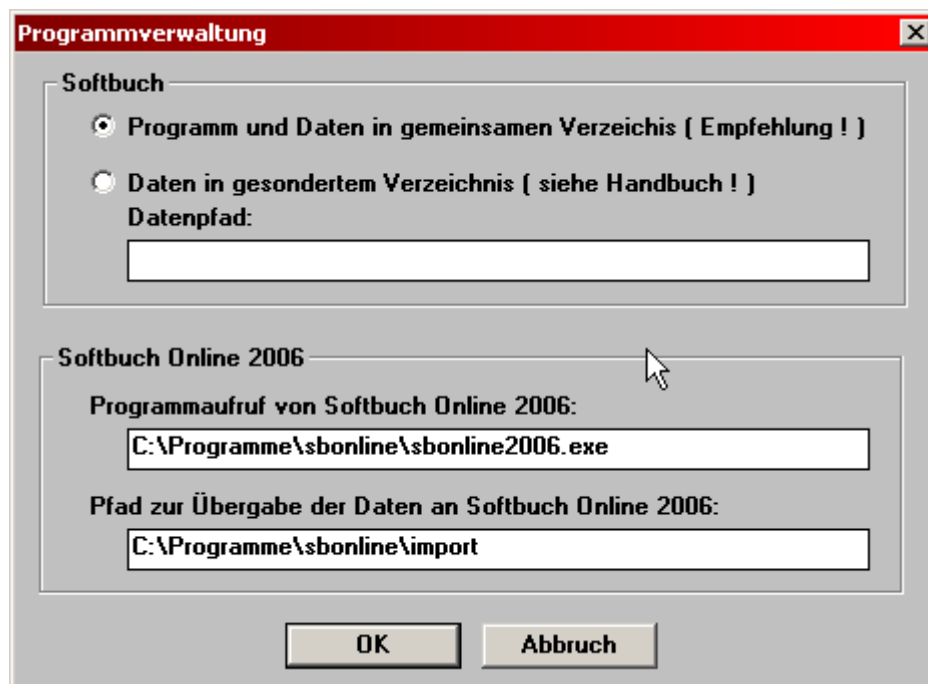 Programmverwaltung
Softbuch
Programm und Daten in gemeinsamen Verzeichis ( Empfehlung ! )
Daten in gesondertem Verzeichnis ( siehe Handbuch ! )
Datenpfad:
Softbuch Online 2006
Programmaufruf von Softbuch Online 2006:
C:\Programme\sbonline\sbonline2006.exe
Pfad zur Übergabe der Daten an Softbuch Online 2006:
C:\Programme\sbonline\import
OK Abbruch